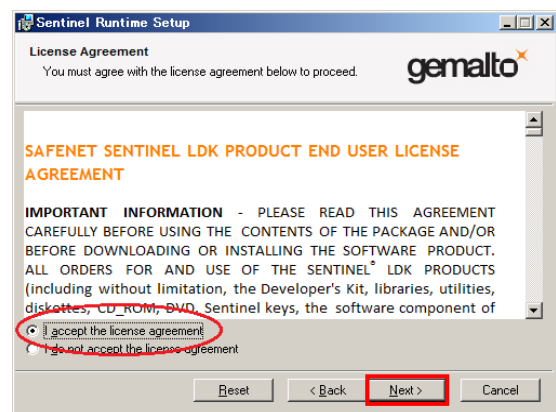 Sentinel Runtime Setup
License Agreement
You must agree with the license agreement below to proceed.
gemalto
SAFENET SENTINEL LDK PRODUCT END USER LICENSE
AGREEMENT
IMPORTANT INFORMATION - PLEASE READ THIS AGREEMENT
CAREFULLY BEFORE USING THE CONTENTS OF THE PACKAGE AND/OR
BEFORE DOWNLOADING OR INSTALLING THE SOFTWARE PRODUCT.
ALL ORDERS FOR AND USE OF THE SENTINEL® LDK PRODUCTS
(including without limitation, the Developer's Kit, libraries, utilities,
diskettes, CD_ROM, DVD, Sentinel keys, the software component of
I accept the license agreement
I do not accept the license agreement
Reset
< Back
Next >
Cancel